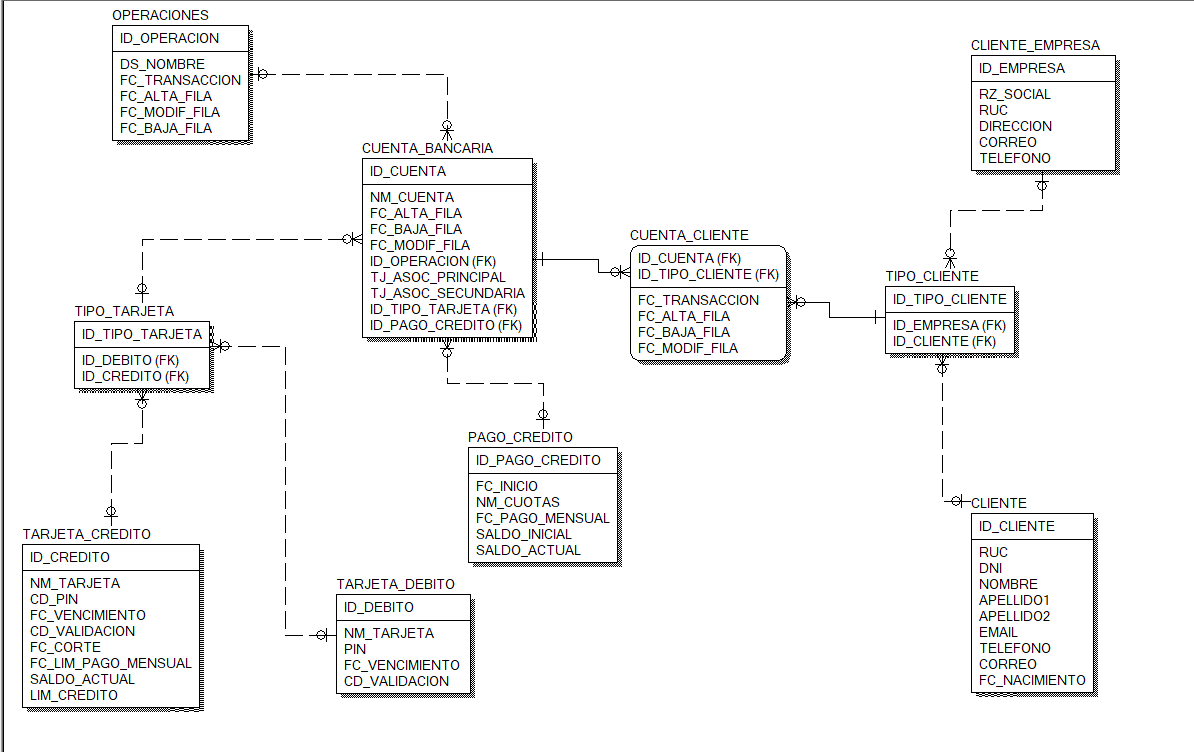 OPERACIONES
ID_OPERACION
DS_NOMBRE
FC_TRANSACCION
FC_ALTA_FILA
FC_MODIF_FILA
FC_BAJA_FILA
CLIENTE_EMPRESA
ID_EMPRESA
RZ_SOCIAL
RUC
DIRECCION
CORREO
TELEFONO
CUENTA_BANCARIA
ID_CUENTA
NM_CUENTA
FC_ALTA_FILA
FC_BAJA_FILA
FC_MODIF_FILA
ID_OPERACION (FK)
TJ_ASOC_PRINCIPAL
TJ_ASOC_SECUNDARIA
ID_TIPO_TARJETA (FK)
ID_PAGO_CREDITO (FK)
CUENTA_CLIENTE
ID_CUENTA (FK)
ID_TIPO_CLIENTE (FK)
FC_TRANSACCION
FC_ALTA_FILA
FC_BAJA_FILA
FC_MODIF_FILA
TIPO_CLIENTE
ID_TIPO_CLIENTE
ID_EMPRESA (FK)
ID_CLIENTE (FK)
TIPO_TARJETA
ID_TIPO_TARJETA
ID_DEBITO (FK)
ID_CREDITO (FK)
PAGO_CREDITO
ID_PAGO_CREDITO
FC_INICIO
NM_CUOTAS
FC_PAGO_MENSUAL
SALDO_INICIAL
SALDO_ACTUAL
CLIENTE
ID_CLIENTE
RUC
DNI
NOMBRE
APELLIDO1
APELLIDO2
EMAIL
TELEFONO
CORREO
FC_NACIMIENTO
TARJETA_CREDITO
ID_CREDITO
NM_TARJETA
CD_PIN
FC_VENCIMIENTO
CD_VALIDACION
FC_CORTE
FC_LIM_PAGO_MENSUAL
SALDO_ACTUAL
LIM_CREDITO
TARJETA_DEBITO
ID_DEBITO
NM_TARJETA
PIN
FC_VENCIMIENTO
CD_VALIDACION